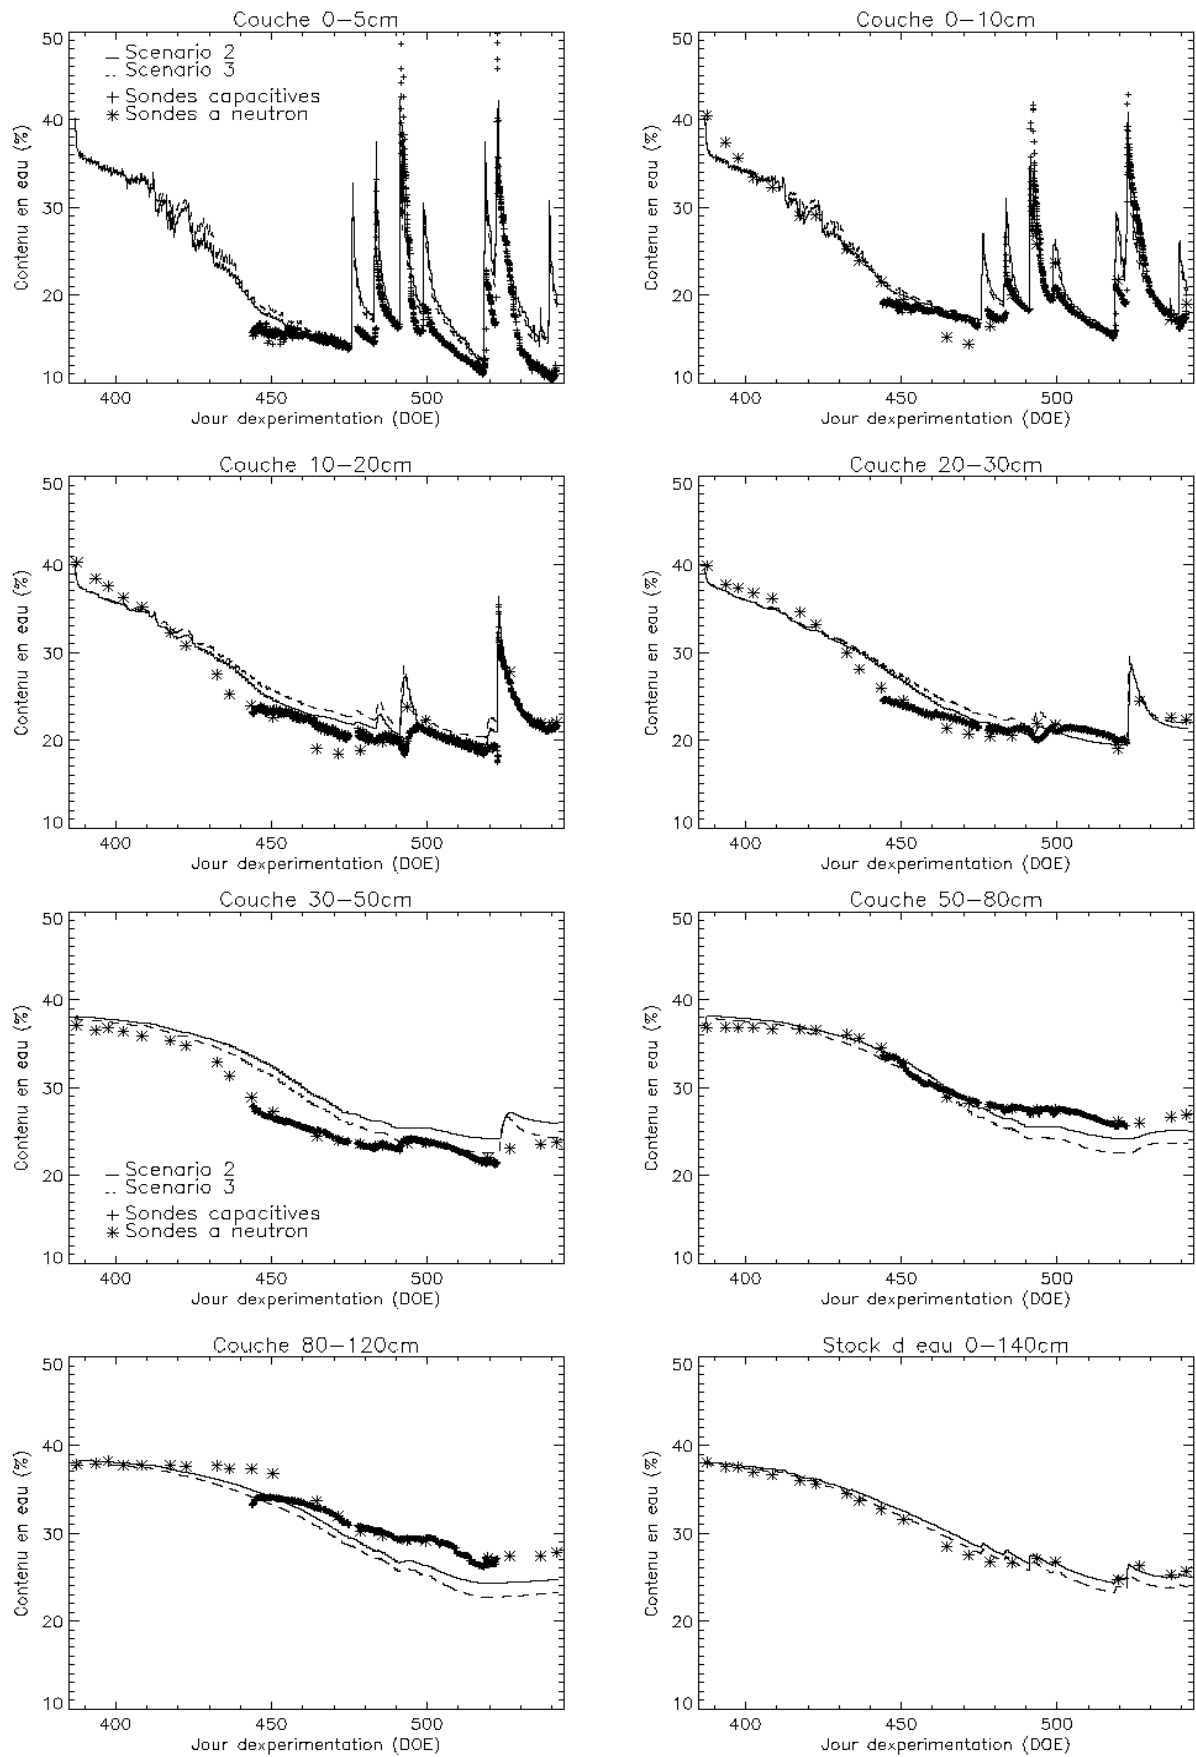 Couche 0-5cm
Contenu en eau (%)
50
40
30
20
10
Scenario 2
Scenario 3
Sondes capacitives
Sondes a neutron
400 450 500
Jour dexperimentation (DOE)
Couche 0-10cm
Contenu en eau (%)
50
40
30
20
10
400 450 500
Jour dexperimentation (DOE)
Couche 10-20cm
Contenu en eau (%)
50
40
30
20
10
400 450 500
Jour dexperimentation (DOE)
Couche 20-30cm
Contenu en eau (%)
50
40
30
20
10
400 450 500
Jour dexperimentation (DOE)
Couche 30-50cm
Contenu en eau (%)
50
40
30
20
10
Scenario 2
Scenario 3
Sondes capacitives
Sondes a neutron
400 450 500
Jour dexperimentation (DOE)
Couche 50-80cm
Contenu en eau (%)
50
40
30
20
10
400 450 500
Jour dexperimentation (DOE)
Couche 80-120cm
Contenu en eau (%)
50
40
30
20
10
400 450 500
Jour dexperimentation (DOE)
Stock d eau 0-140cm
Contenu en eau (%)
50
40
30
20
10
400 450 500
Jour dexperimentation (DOE)